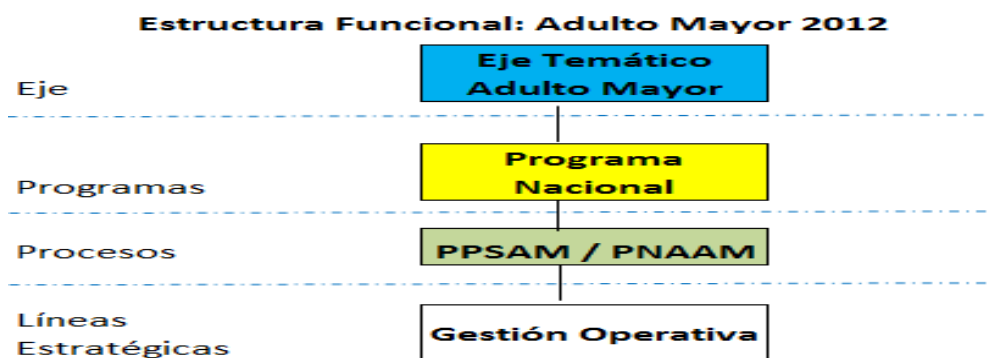 Estructura Funcional: Adulto Mayor 2012
Eje Temático
Adulto Mayor
Eje
Programa
Nacional
Programas
PPSAM / PNAAM
Procesos
Líneas
Estratégicas
Gestión Operativa